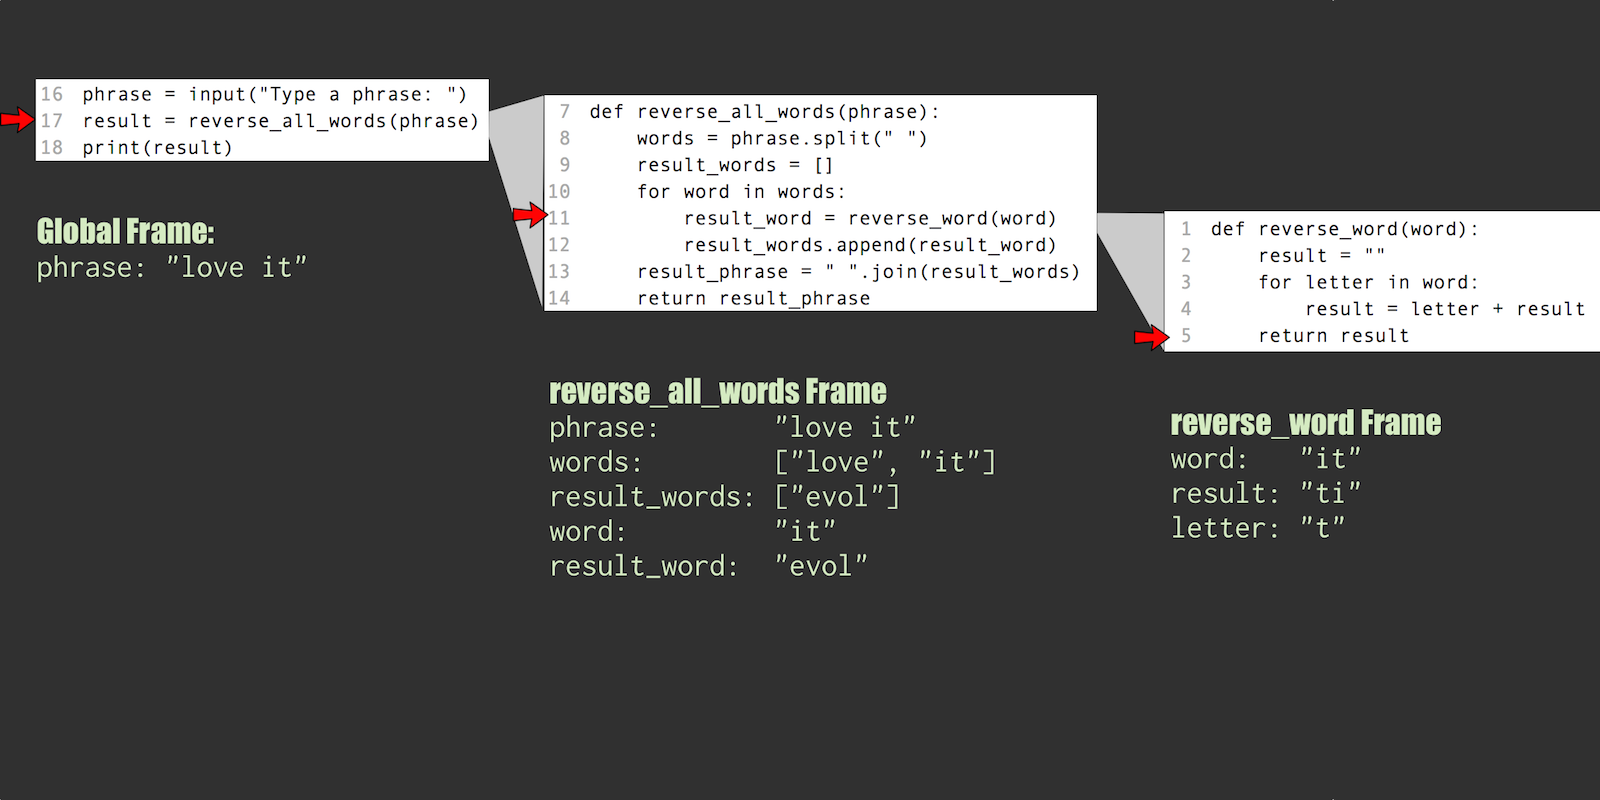 16 phrase = input("Type a phrase: ")
17 result = reverse_all_words(phrase)
18 print(result)
Global Frame:
phrase: "love it"
7 def reverse_all_words(phrase):
8     words = phrase.split(" ")
9     result_words = []
10     for word in words:
11         result_word = reverse_word(word)
12         result_words.append(result_word)
13     result_phrase = " ".join(result_words)
14     return result_phrase
reverse_all_words Frame
phrase: "love it"
words: ["love", "it"]
result_words: ["evol"]
word: "it"
result_word: "evol"
1 def reverse_word(word):
2     result = ""
3     for letter in word:
4         result = letter + result
5     return result
reverse_word Frame
word: "it"
result: "ti"
letter: "t"